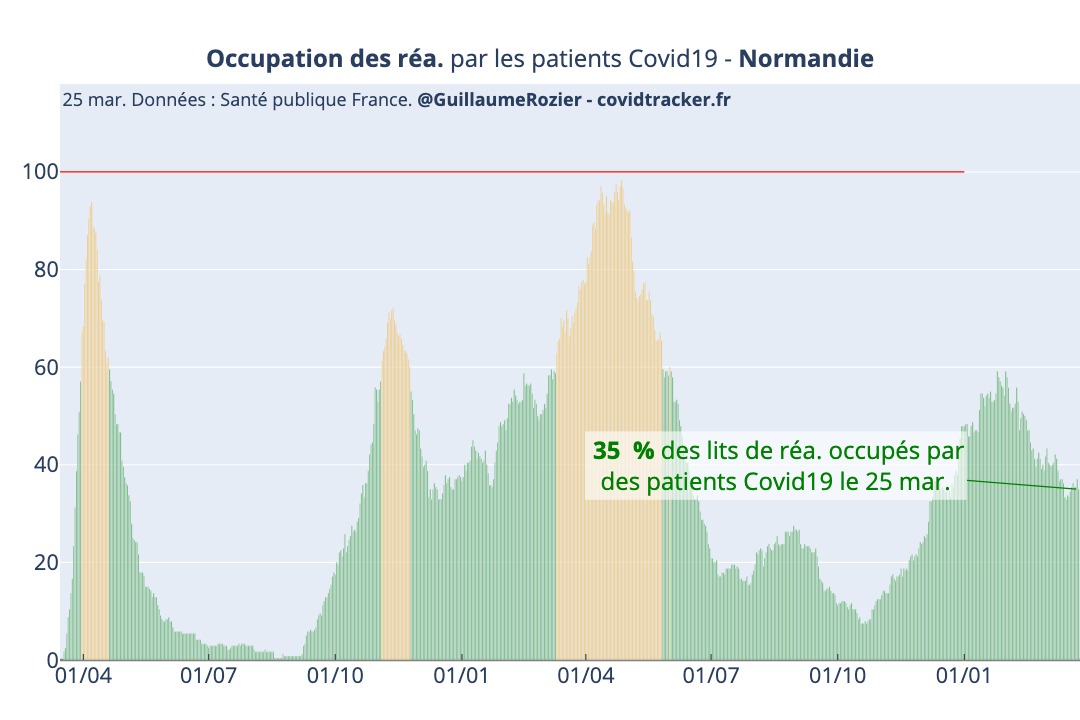 Occupation des réa. par les patients Covid19 - Normandie
25 mar. Données : Santé publique France. @GuillaumeRozier - covidtracker.fr
100
80
60
40
20
0
35 % des lits de réa. occupés par
des patients Covid19 le 25 mar.
01/04 01/07 01/10 01/01 01/04 01/07 01/10 01/01